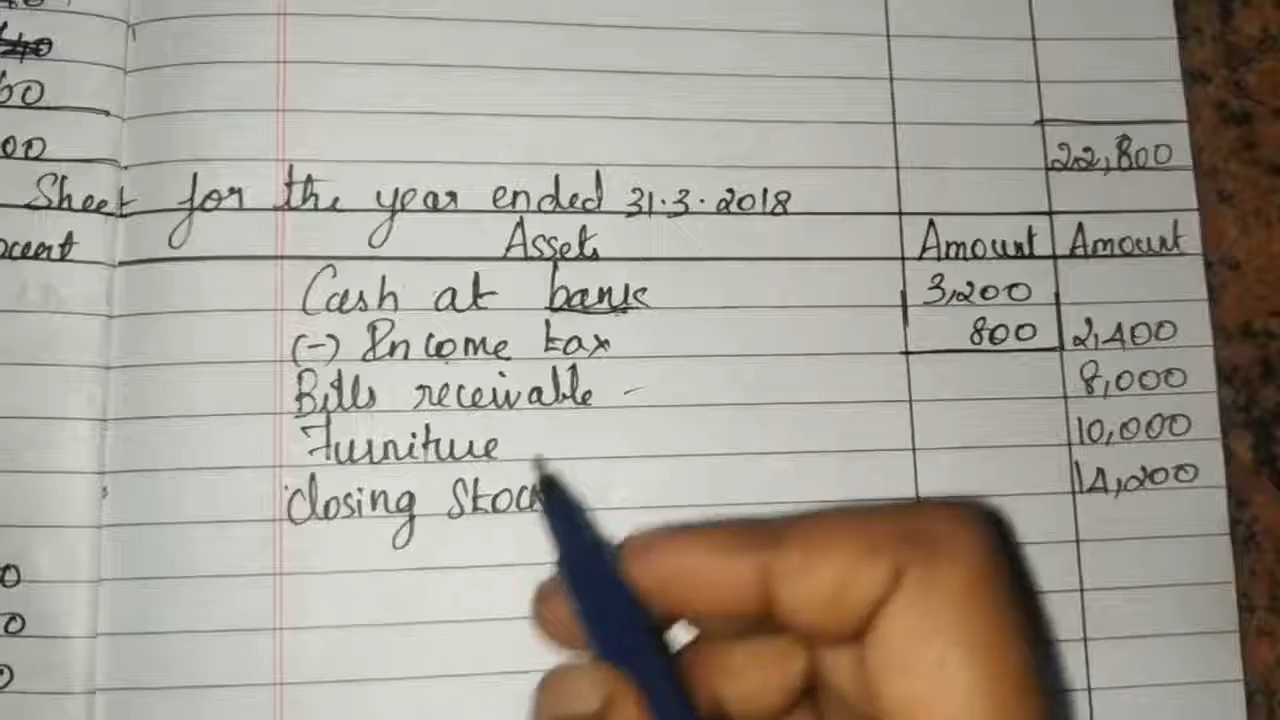 22,800
Sheet for the year ended 31.3.2018
Assets Amount Amount
Cash at bank 3,200
(-) Income tax 800 2,400
Bills receivable - 8,000
Furniture 10,000
Closing Stock 14,200